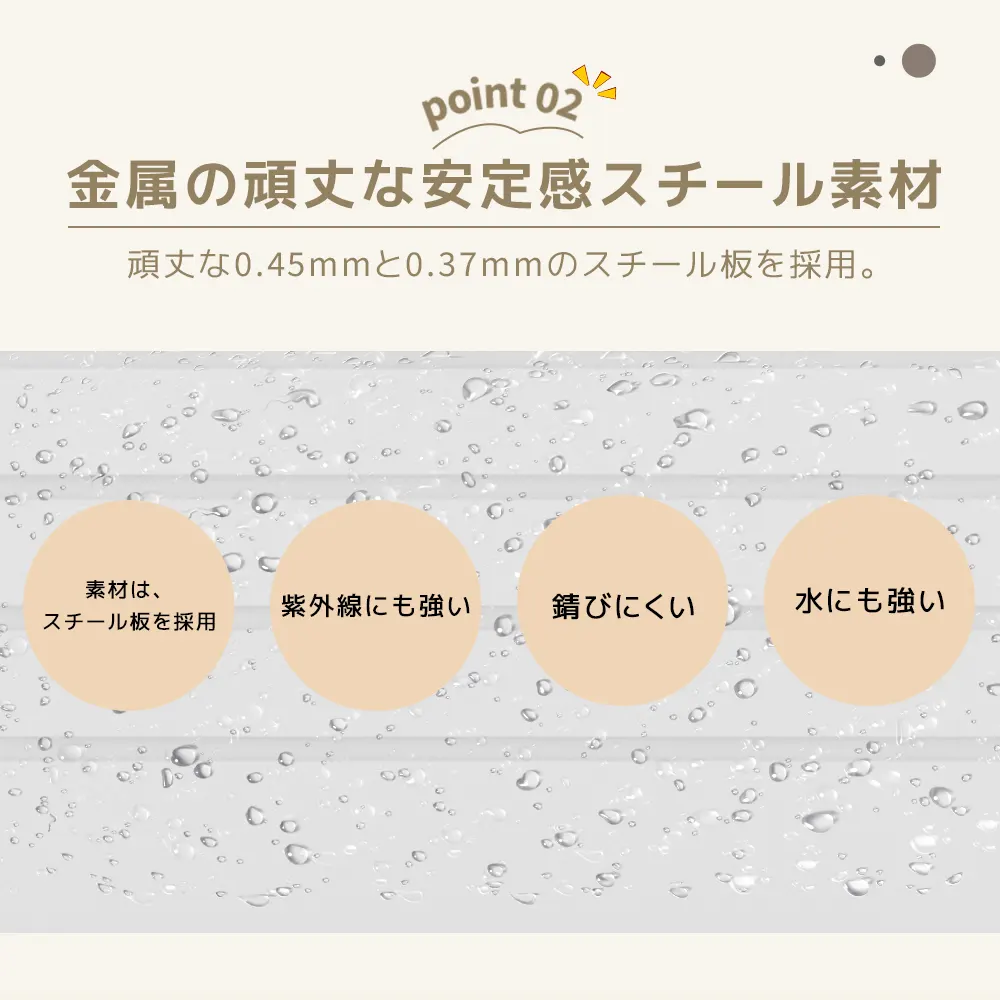 point 02
金属の頑丈な安定感スチール素材
頑丈な0.45mmと0.37mmのスチール板を採用。
素材は、
スチール板を採用
紫外線にも強い
錆びにくい
水にも強い